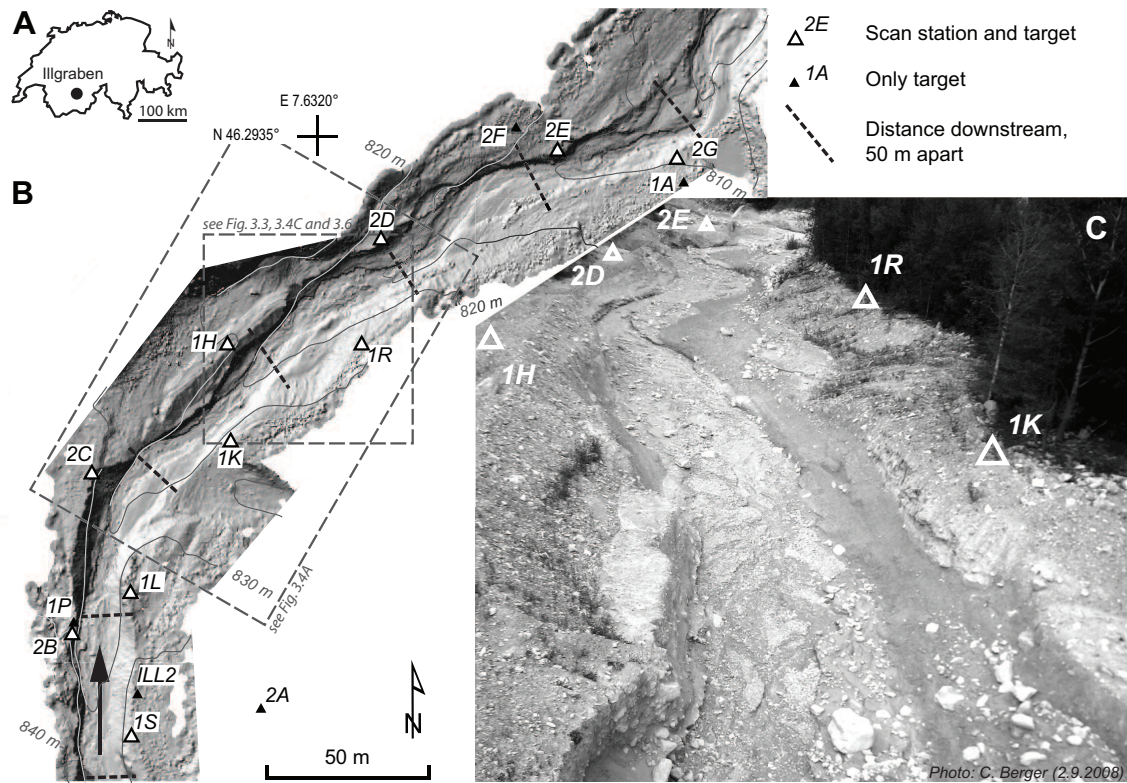 A
N
Illgraben
100 km
E 7.6320°
N 46.2935°
2E Scan station and target
1A Only target
Distance downstream,
50 m apart
B
820 m
2F
2E
2G
1A
810 m
see Fig. 3.3, 3.4C and 3.6
2D
820 m
1H
1R
2C
1K
830 m
see Fig. 3.4A
1L
1P
2B
ILL2
2A
1S
840 m
N
50 m
C
2E
2D
1R
1H
1K
Photo: C. Berger (2.9.2008)